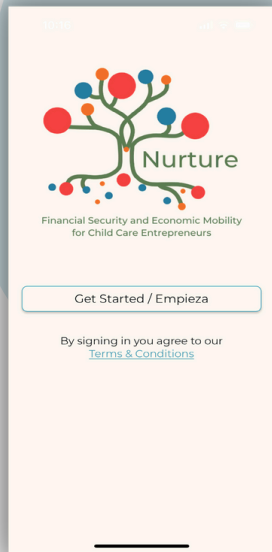 Nurture
Financial Security and Economic Mobility
for Child Care Entrepreneurs
Get Started / Empieza
By signing in you agree to our
Terms & Conditions